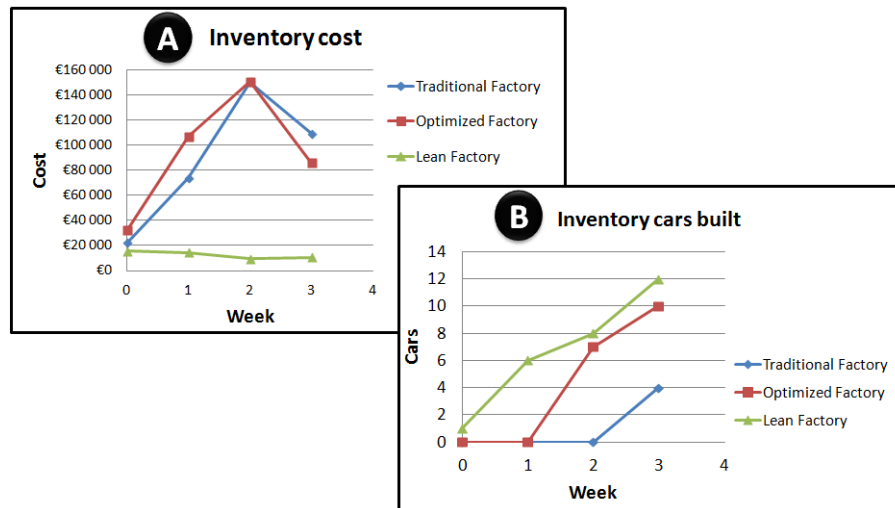 A Inventory cost
€160 000
€140 000
€120 000
€100 000
€80 000
€60 000
€40 000
€20 000
€0
Cost
0 1 2 3 4
Week
Traditional Factory
Optimized Factory
Lean Factory
B Inventory cars built
14
12
10
8
6
4
2
0
Cars
0 1 2 3 4
Week
Traditional Factory
Optimized Factory
Lean Factory